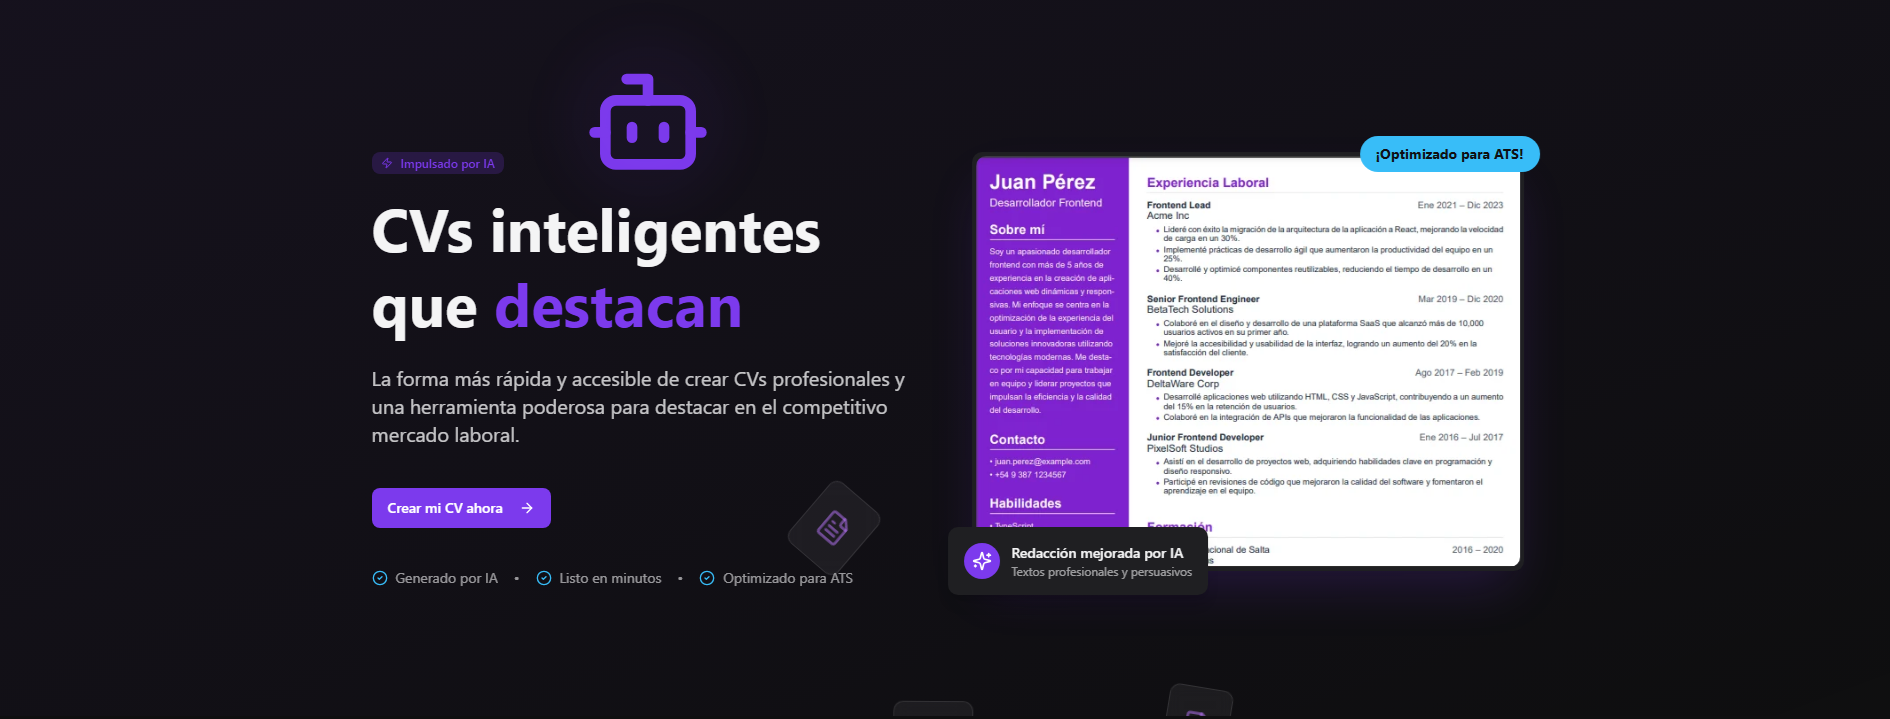 Impulsado por IA
CVs inteligentes
que destacan
La forma más rápida y accesible de crear CVs profesionales y
una herramienta poderosa para destacar en el competitivo
mercado laboral.
Crear mi CV ahora
Generado por IA • Listo en minutos • Optimizado para ATS
¡Optimizado para ATS!
Juan Pérez
Desarrollador Frontend
Sobre mí
Soy un apasionado desarrollador
frontend con más de 5 años de
experiencia en la creación de apli-
caciones web dinámicas y respon-
sivas. Mi enfoque se centra en la
optimización de la experiencia del
usuario y la implementación de
soluciones innovadoras utilizando
tecnologías modernas. Me desta-
co por mi capacidad para trabajar
en equipo y liderar proyectos que
impulsan la eficiencia y la calidad
del desarrollo.
Contacto
• juan.perez@example.com
• +54 9 387 1234567
Habilidades
• TypeScript
Experiencia Laboral
Frontend Lead Ene 2021 – Dic 2023
Acme Inc
• Lideré con éxito la migración de la arquitectura de la aplicación a React, mejorando la velocidad
de carga en un 30%.
• Implementé prácticas de desarrollo ágil que aumentaron la productividad del equipo en un
25%.
• Desarrollé y optimicé componentes reutilizables, reduciendo el tiempo de desarrollo en un
40%.
Senior Frontend Engineer Mar 2019 – Dic 2020
BetaTech Solutions
• Colaboré en el diseño y desarrollo de una plataforma SaaS que alcanzó más de 10,000
usuarios activos en su primer año.
• Mejoré la accesibilidad y usabilidad de la interfaz, logrando un aumento del 20% en la
satisfacción del cliente.
Frontend Developer Ago 2017 – Feb 2019
DeltaWare Corp
• Desarrollé aplicaciones web utilizando HTML, CSS y JavaScript, contribuyendo a un aumento
del 15% en la retención de usuarios.
• Colaboré en la integración de APIs que mejoraron la funcionalidad de las aplicaciones.
Junior Frontend Developer Ene 2016 – Jul 2017
PixelSoft Studios
• Asistí en el desarrollo de proyectos web, adquiriendo habilidades clave en programación y
diseño responsivo.
• Participé en revisiones de código que mejoraron la calidad del software y fomentaron el
aprendizaje en el equipo.
Formación
de Salta 2016 – 2020
Redacción mejorada por IA
Textos profesionales y persuasivos